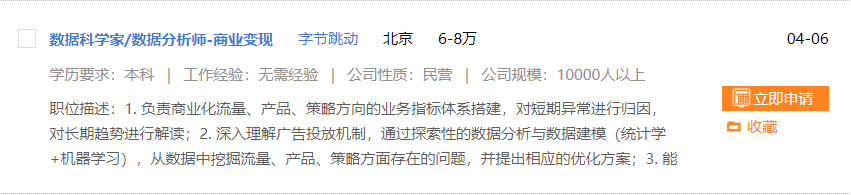 数据科学家/数据分析师-商业变现 字节跳动 北京 6-8万 04-06
学历要求：本科 | 工作经验：无需经验 | 公司性质：民营 | 公司规模：10000人以上
职位描述：1. 负责商业化流量、产品、策略方向的业务指标体系搭建，对短期异常进行归因，
立即申请
对长期趋势进行解读；2. 深入理解广告投放机制，通过探索性的数据分析与数据建模（统计学
收藏
+机器学习），从数据中挖掘流量、产品、策略方面存在的问题，并提出相应的优化方案；3. 能